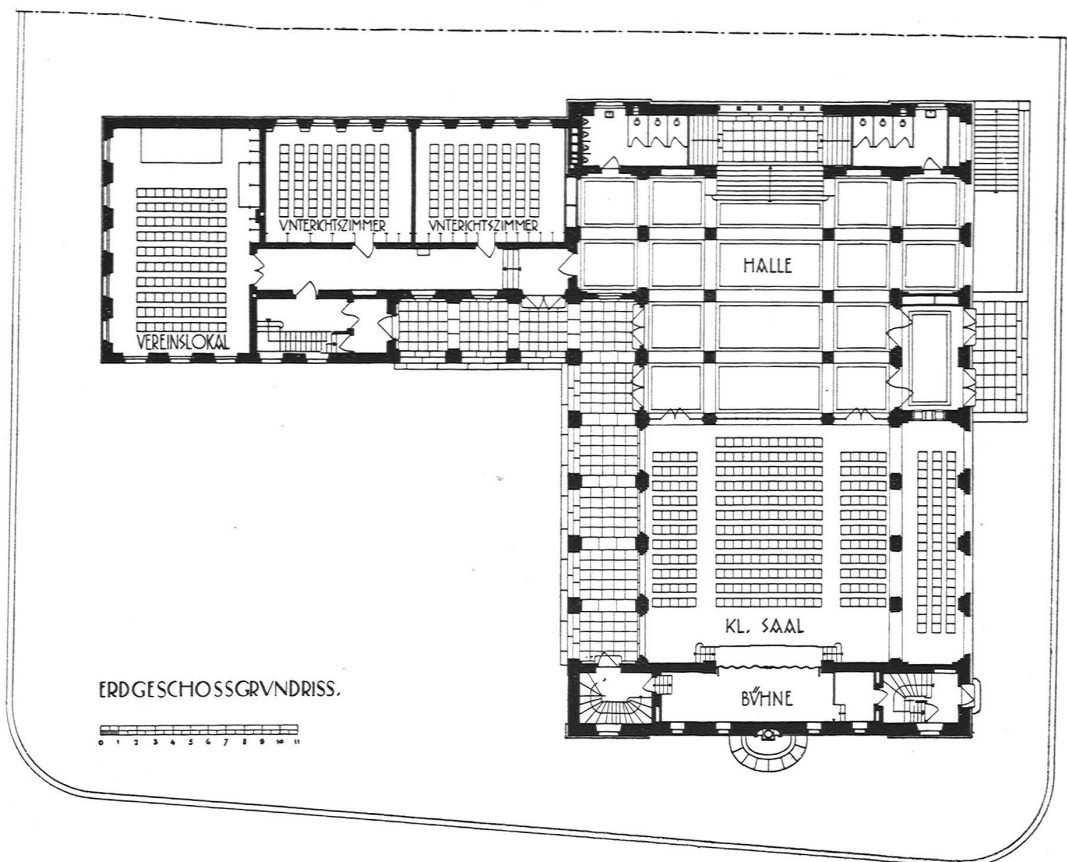 VNTERICHTSZIMMER
VNTERICHTSZIMMER
HALLE
VEREINSLOKAL
KL. SAAL
ERDGESCHOSSGRVNDRISS.
BŰHNE
0 1 2 3 4 5 6 7 8 9 10 11